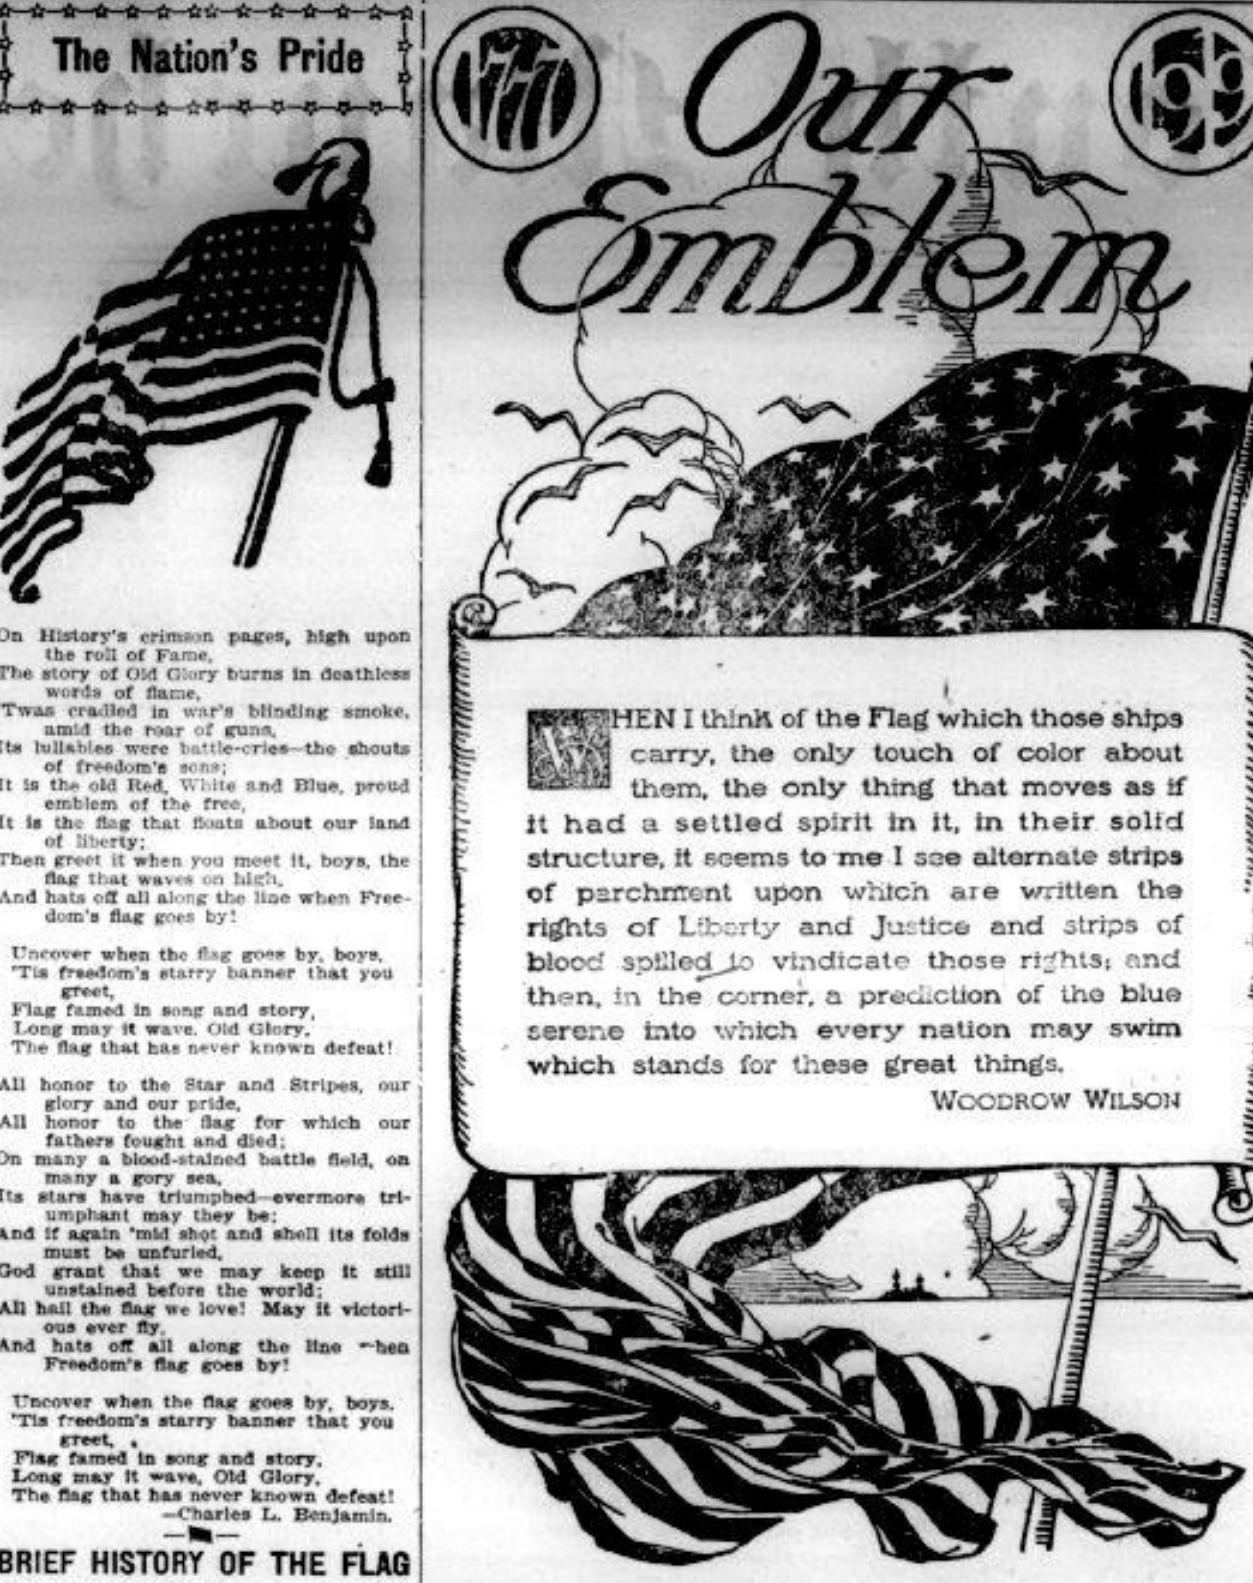 The Nation's Pride
On History's crimson pages, high upon
the roll of Fame,
The story of Old Glory burns in deathless
words of flame,
'Twas cradled in war's blinding smoke,
amid the roar of guns,
Its lullabies were battle-cries—the shouts
of freedom's sons;
It is the old Red, White and Blue, proud
emblem of the free,
It is the flag that floats about our land
of liberty;
Then greet it when you meet it, boys, the
flag that waves on high,
And hats off all along the line when Free-
dom's flag goes by!
Uncover when the flag goes by, boys,
'Tis freedom's starry banner that you
greet,
Flag famed in song and story,
Long may it wave, Old Glory,
The flag that has never known defeat!
All honor to the Star and Stripes, our
glory and our pride,
All honor to the flag for which our
fathers fought and died;
On many a blood-stained battle field, on
many a gory sea,
Its stars have triumphed—evermore tri-
umphant may they be;
And if again 'mid shot and shell its folds
must be unfurled,
God grant that we may keep it still
unstained before the world;
All hail the flag we love! May it victori-
ous ever fly,
And hats off all along the line when
Freedom's flag goes by!
Uncover when the flag goes by, boys,
'Tis freedom's starry banner that you
greet,
Flag famed in song and story,
Long may it wave, Old Glory,
The flag that has never known defeat!
—Charles L. Benjamin.
BRIEF HISTORY OF THE FLAG
1777
Our
Emblem
WHEN I think of the Flag which those ships
carry, the only touch of color about
them, the only thing that moves as if
it had a settled spirit in it, in their solid
structure, it seems to me I see alternate strips
of parchment upon which are written the
rights of Liberty and Justice and strips of
blood spilled to vindicate those rights; and
then, in the corner, a prediction of the blue
serene into which every nation may swim
which stands for these great things.
WOODROW WILSON